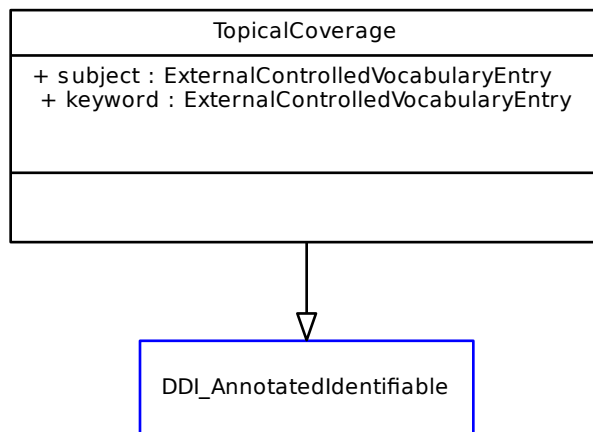 TopicalCoverage
+ subject : ExternalControlledVocabularyEntry
+ keyword : ExternalControlledVocabularyEntry
DDI_AnnotatedIdentifiable